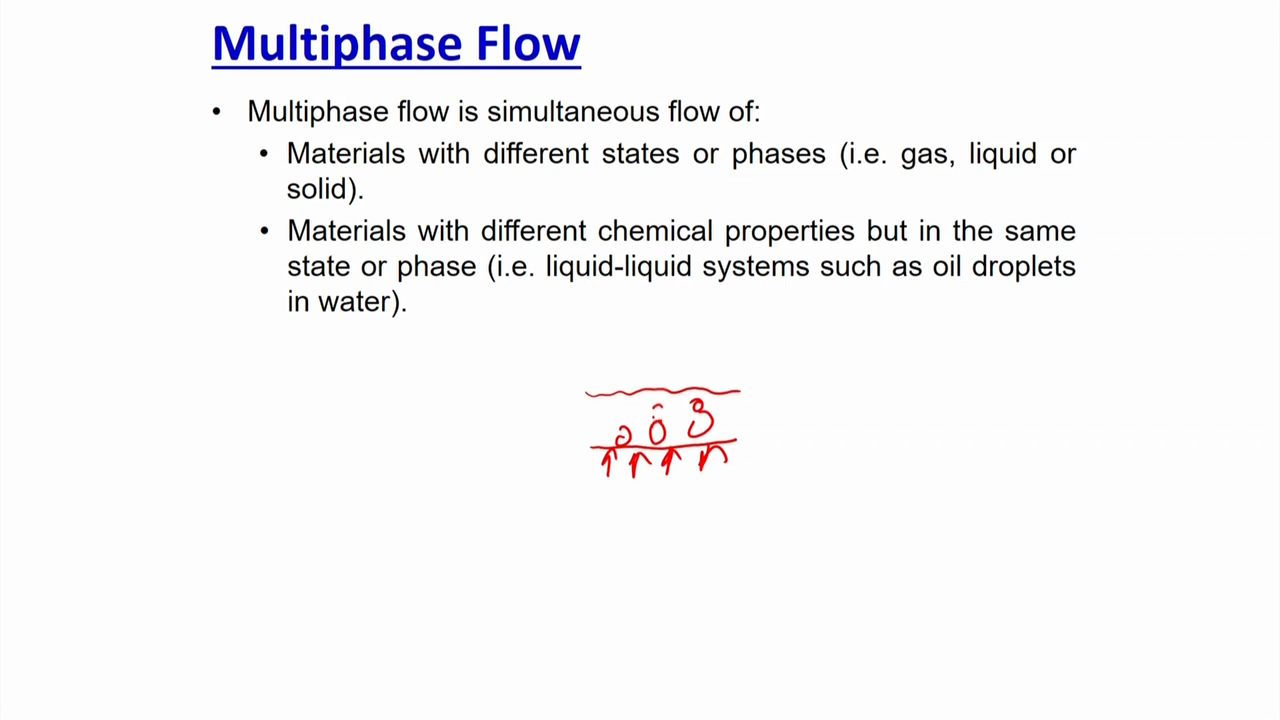 Multiphase Flow
• Multiphase flow is simultaneous flow of:
• Materials with different states or phases (i.e. gas, liquid or
solid).
• Materials with different chemical properties but in the same
state or phase (i.e. liquid-liquid systems such as oil droplets
in water).